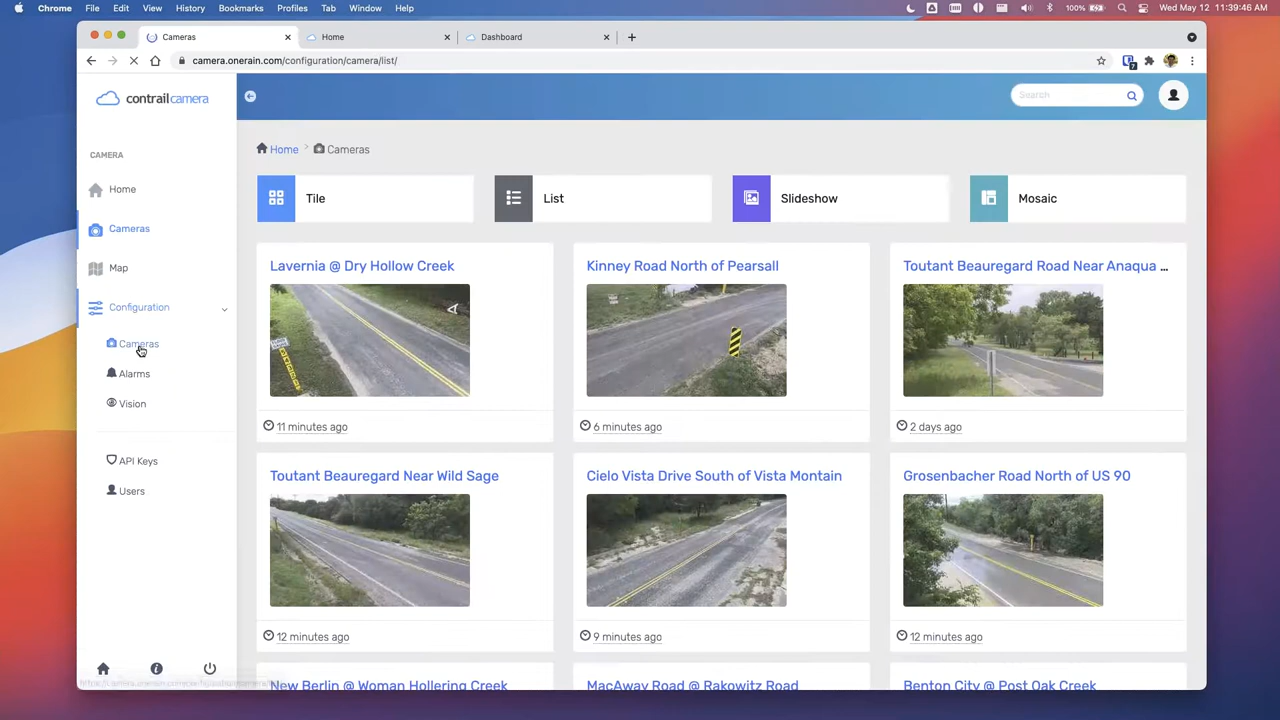 Chrome File Edit View History Bookmarks Profiles Tab Window Help 100% Wed May 12 11:39:46 AM
Cameras Home Dashboard
camera.onerain.com/configuration/camera/list/
contrailcamera
Search
CAMERA
Home
Cameras
Map
Configuration
Cameras
Alarms
Vision
API Keys
Users
Home > Cameras
Tile List Slideshow Mosaic
Lavernia @ Dry Hollow Creek
11 minutes ago
Kinney Road North of Pearsall
6 minutes ago
Toutant Beauregard Road Near Anaqua ...
2 days ago
Toutant Beauregard Near Wild Sage
12 minutes ago
Cielo Vista Drive South of Vista Montain
9 minutes ago
Grosenbacher Road North of US 90
12 minutes ago
New Berlin @ Woman Hollering Creek
MacAway Road @ Rakowitz Road
Benton City @ Post Oak Creek